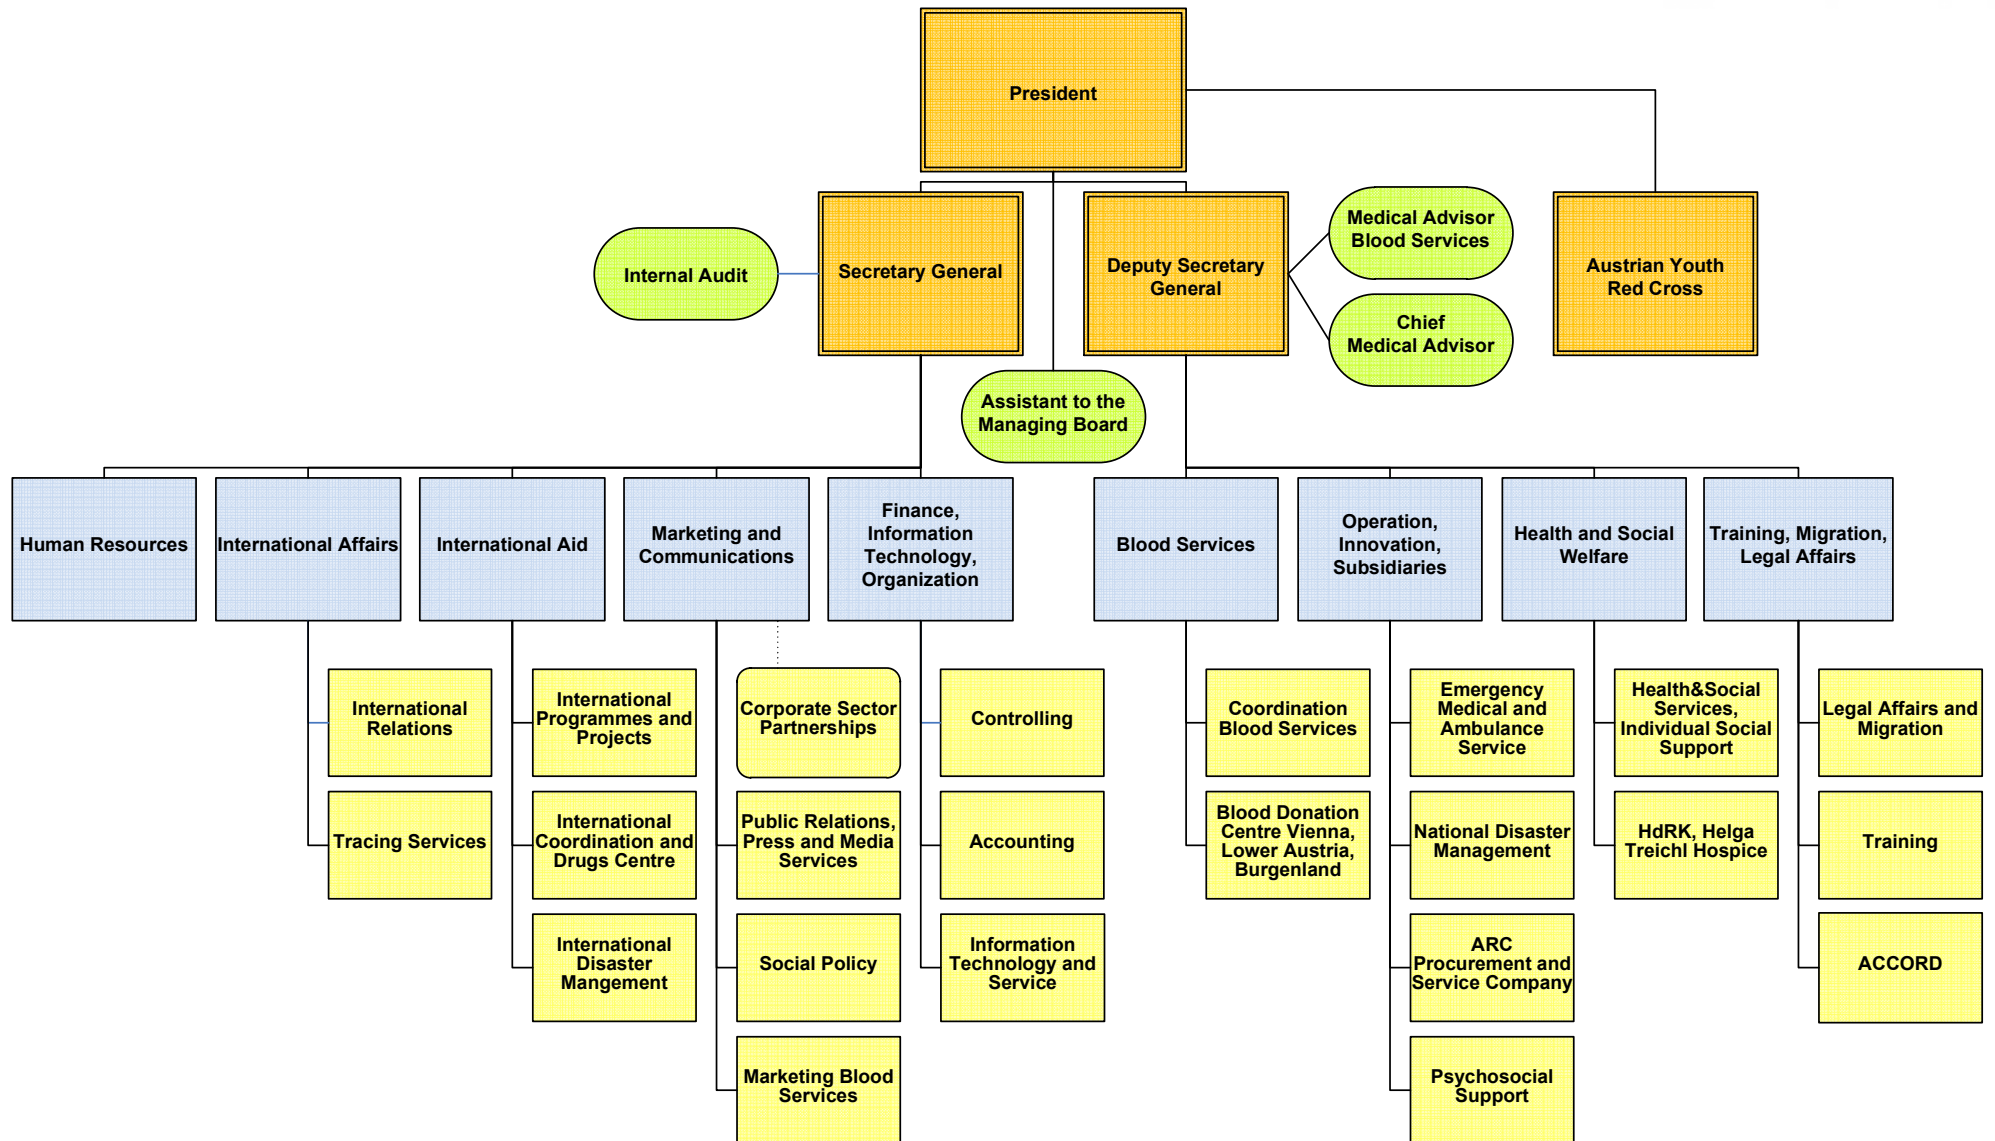 President
Internal Audit
Secretary General
Deputy Secretary
General
Medical Advisor
Blood Services
Chief
Medical Advisor
Austrian Youth
Red Cross
Assistant to the
Managing Board
Human Resources
International Affairs
International Aid
Marketing and
Communications
Finance,
Information
Technology,
Organization
Blood Services
Operation,
Innovation,
Subsidiaries
Health and Social
Welfare
Training, Migration,
Legal Affairs
International
Relations
International
Programmes and
Projects
Corporate Sector
Partnerships
Controlling
Coordination
Blood Services
Emergency
Medical and
Ambulance
Service
Health&Social
Services,
Individual Social
Support
Legal Affairs and
Migration
Tracing Services
International
Coordination and
Drugs Centre
Public Relations,
Press and Media
Services
Accounting
Blood Donation
Centre Vienna,
Lower Austria,
Burgenland
National Disaster
Management
HdRK, Helga
Treichl Hospice
Training
International
Disaster
Mangement
Social Policy
Information
Technology and
Service
ARC
Procurement and
Service Company
ACCORD
Marketing Blood
Services
Psychosocial
Support